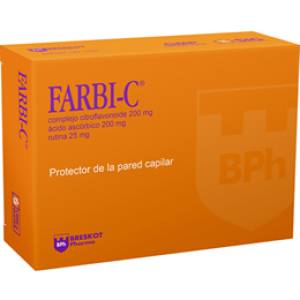 FARBI-C®
complejo citroflavonoide 200 mg
ácido ascórbico 200 mg
rutina 25 mg
Protector de la pared capilar
BPh
BPh
BRESKOT
Pharma